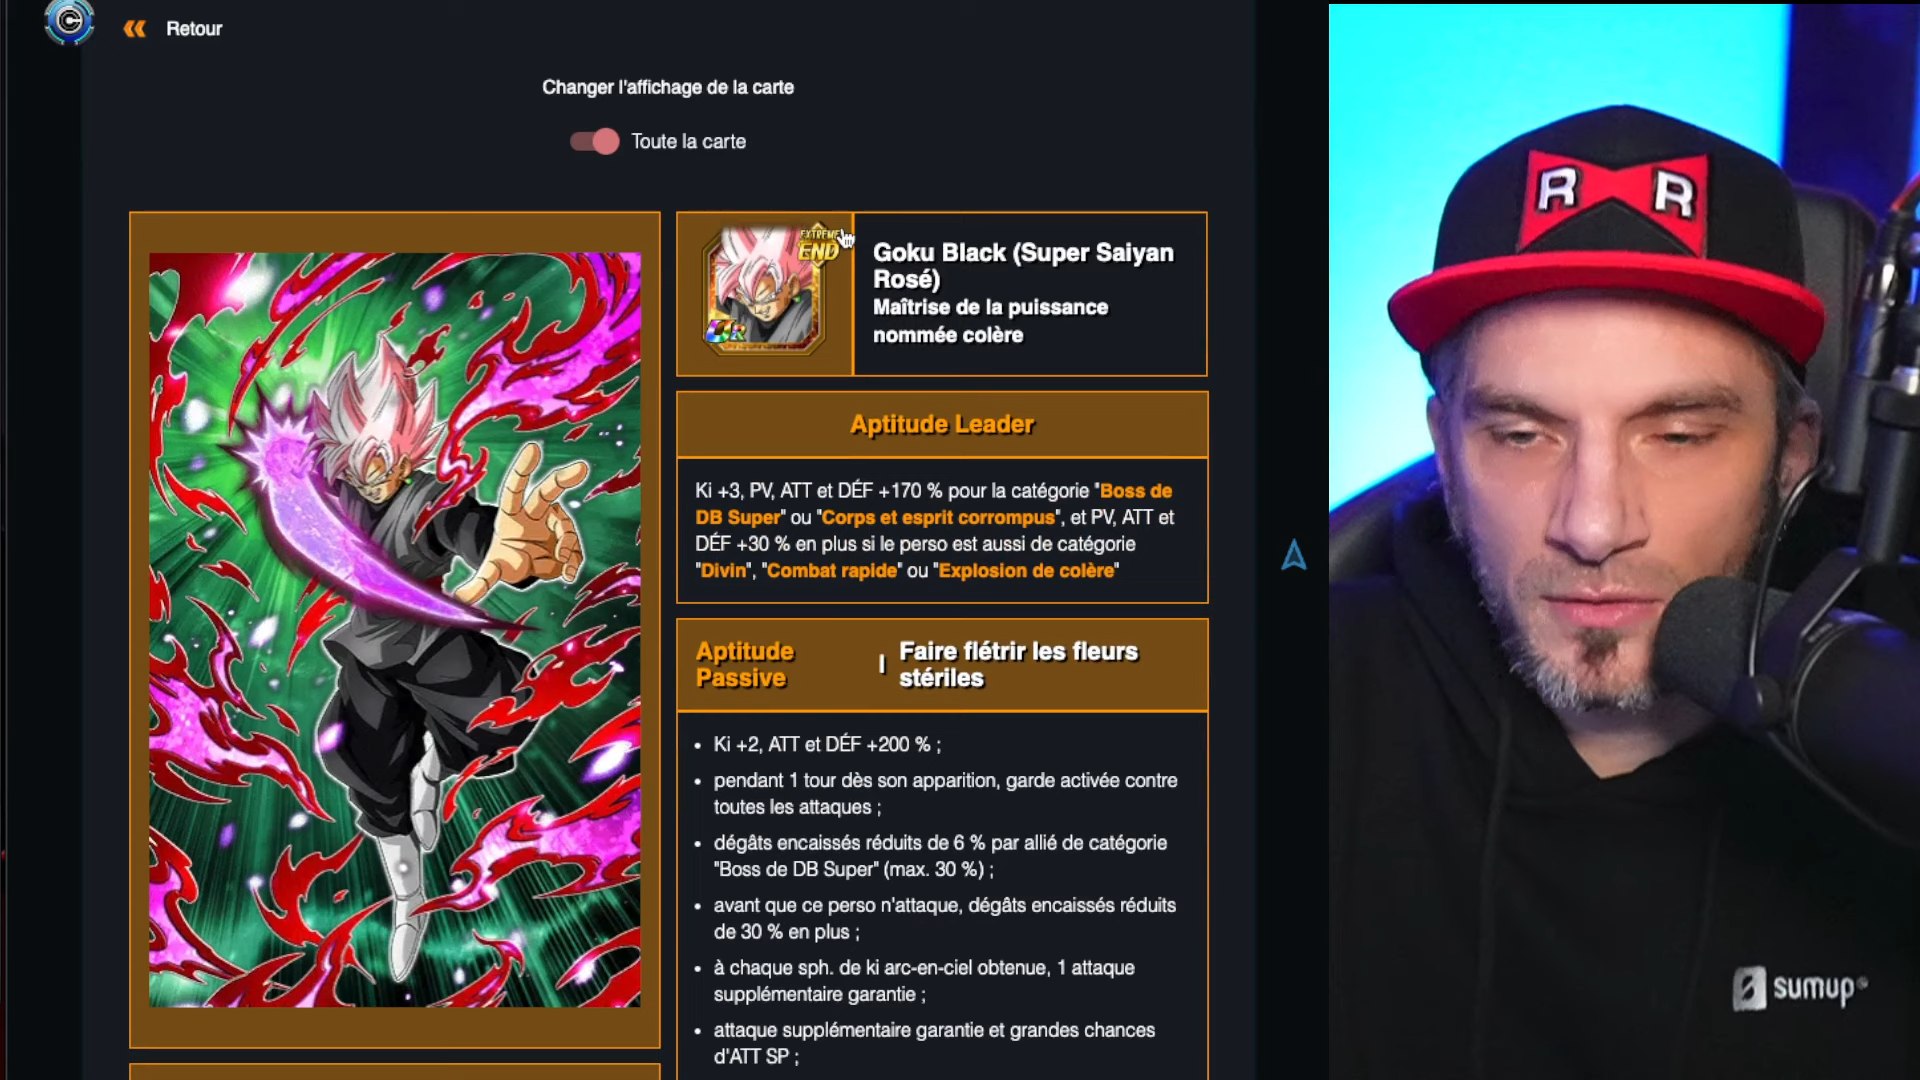 Retour
Changer l'affichage de la carte
Toute la carte
EXTREME
END
UR
Goku Black (Super Saiyan
Rosé)
Maîtrise de la puissance
nommée colère
Aptitude Leader
Ki +3, PV, ATT et DÉF +170 % pour la catégorie "Boss de
DB Super" ou "Corps et esprit corrompus", et PV, ATT et
DÉF +30 % en plus si le perso est aussi de catégorie
"Divin", "Combat rapide" ou "Explosion de colère"
Aptitude
Passive
Faire flétrir les fleurs
stériles
• Ki +2, ATT et DÉF +200 % ;
• pendant 1 tour dès son apparition, garde activée contre
toutes les attaques ;
• dégâts encaissés réduits de 6 % par allié de catégorie
"Boss de DB Super" (max. 30 %) ;
• avant que ce perso n'attaque, dégâts encaissés réduits
de 30 % en plus ;
• à chaque sph. de ki arc-en-ciel obtenue, 1 attaque
supplémentaire garantie ;
• attaque supplémentaire garantie et grandes chances
d'ATT SP ;
R R
sumup